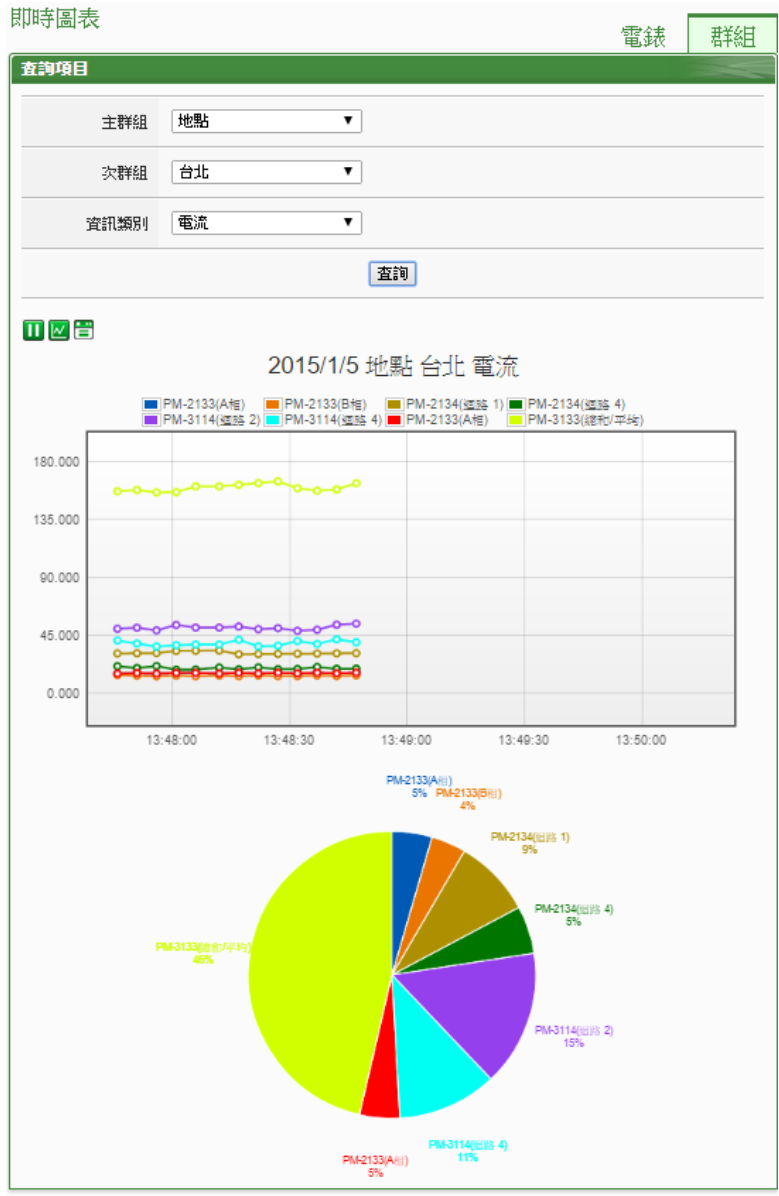 即時圖表
電錶 群組
查詢項目
主群組 地點
次群組 台北
資訊類別 電流
查詢
2015/1/5 地點 台北 電流
PM-2133(A相) PM-2133(B相) PM-2134(迴路 1) PM-2134(迴路 4)
PM-3114(迴路 2) PM-3114(迴路 4) PM-2133(A相) PM-3133(總和/平均)
180.000
135.000
90.000
45.000
0.000
13:48:00 13:48:30 13:49:00 13:49:30 13:50:00
PM-2133(A相)
5%
PM-2133(B相)
4%
PM-2134(迴路 1)
9%
PM-2134(迴路 4)
5%
PM-3133(總和/平均)
46%
PM-3114(迴路 2)
15%
PM-3114(迴路 4)
11%
PM-2133(A相)
5%